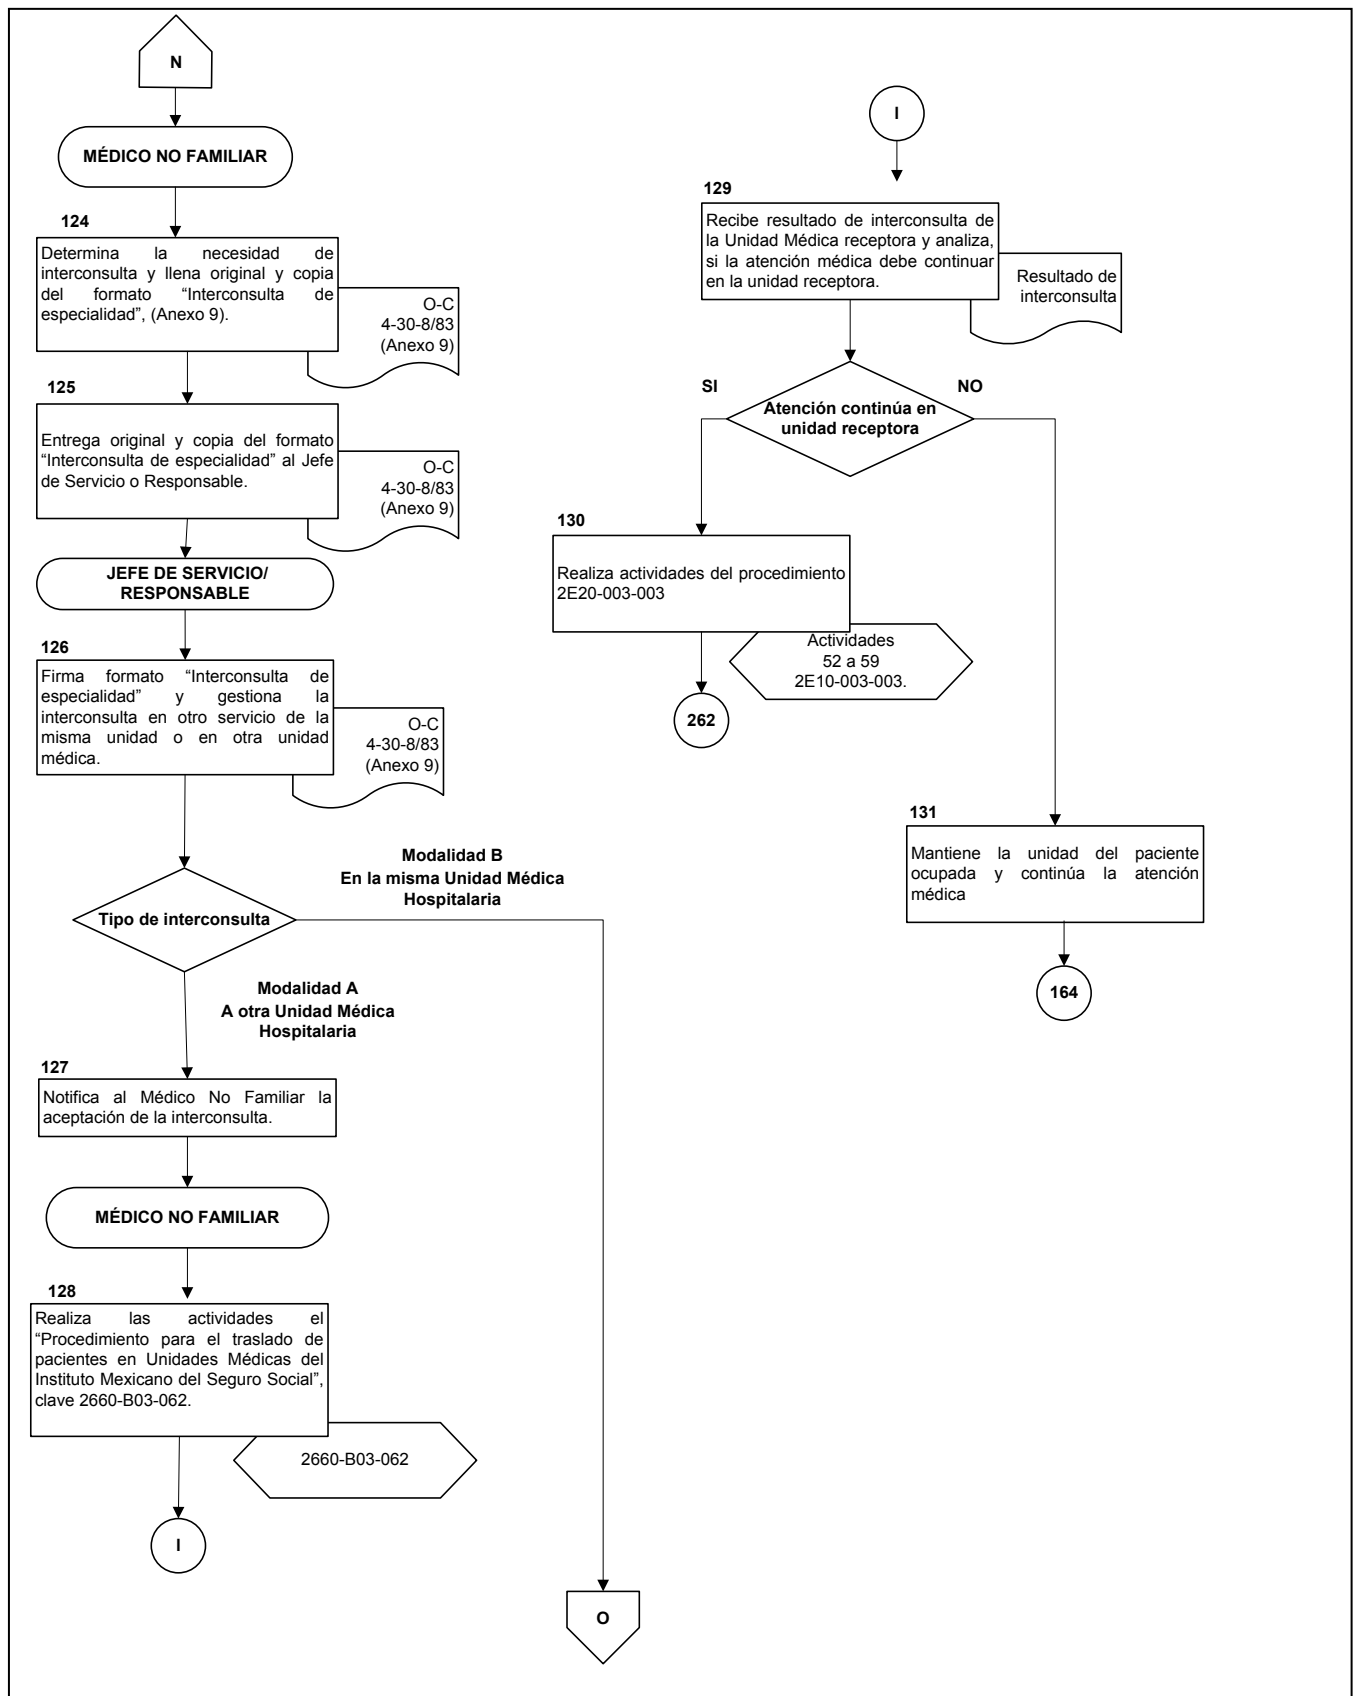 N
MÉDICO NO FAMILIAR
124
Determina la necesidad de
interconsulta y llena original y copia
del formato “Interconsulta de
especialidad”, (Anexo 9).
O-C
4-30-8/83
(Anexo 9)
125
Entrega original y copia del formato
“Interconsulta de especialidad” al Jefe
de Servicio o Responsable.
O-C
4-30-8/83
(Anexo 9)
JEFE DE SERVICIO/
RESPONSABLE
126
Firma formato “Interconsulta de
especialidad” y gestiona la
interconsulta en otro servicio de la
misma unidad o en otra unidad
médica.
O-C
4-30-8/83
(Anexo 9)
Modalidad B
En la misma Unidad Médica
Hospitalaria
Tipo de interconsulta
Modalidad A
A otra Unidad Médica
Hospitalaria
127
Notifica al Médico No Familiar la
aceptación de la interconsulta.
MÉDICO NO FAMILIAR
128
Realiza las actividades el
“Procedimiento para el traslado de
pacientes en Unidades Médicas del
Instituto Mexicano del Seguro Social”,
clave 2660-B03-062.
2660-B03-062
I
O
I
129
Recibe resultado de interconsulta de
la Unidad Médica receptora y analiza,
si la atención médica debe continuar
en la unidad receptora.
Resultado de
interconsulta
SI
NO
Atención continúa en
unidad receptora
130
Realiza actividades del procedimiento
2E20-003-003
Actividades
52 a 59
2E10-003-003.
262
131
Mantiene la unidad del paciente
ocupada y continúa la atención
médica
164